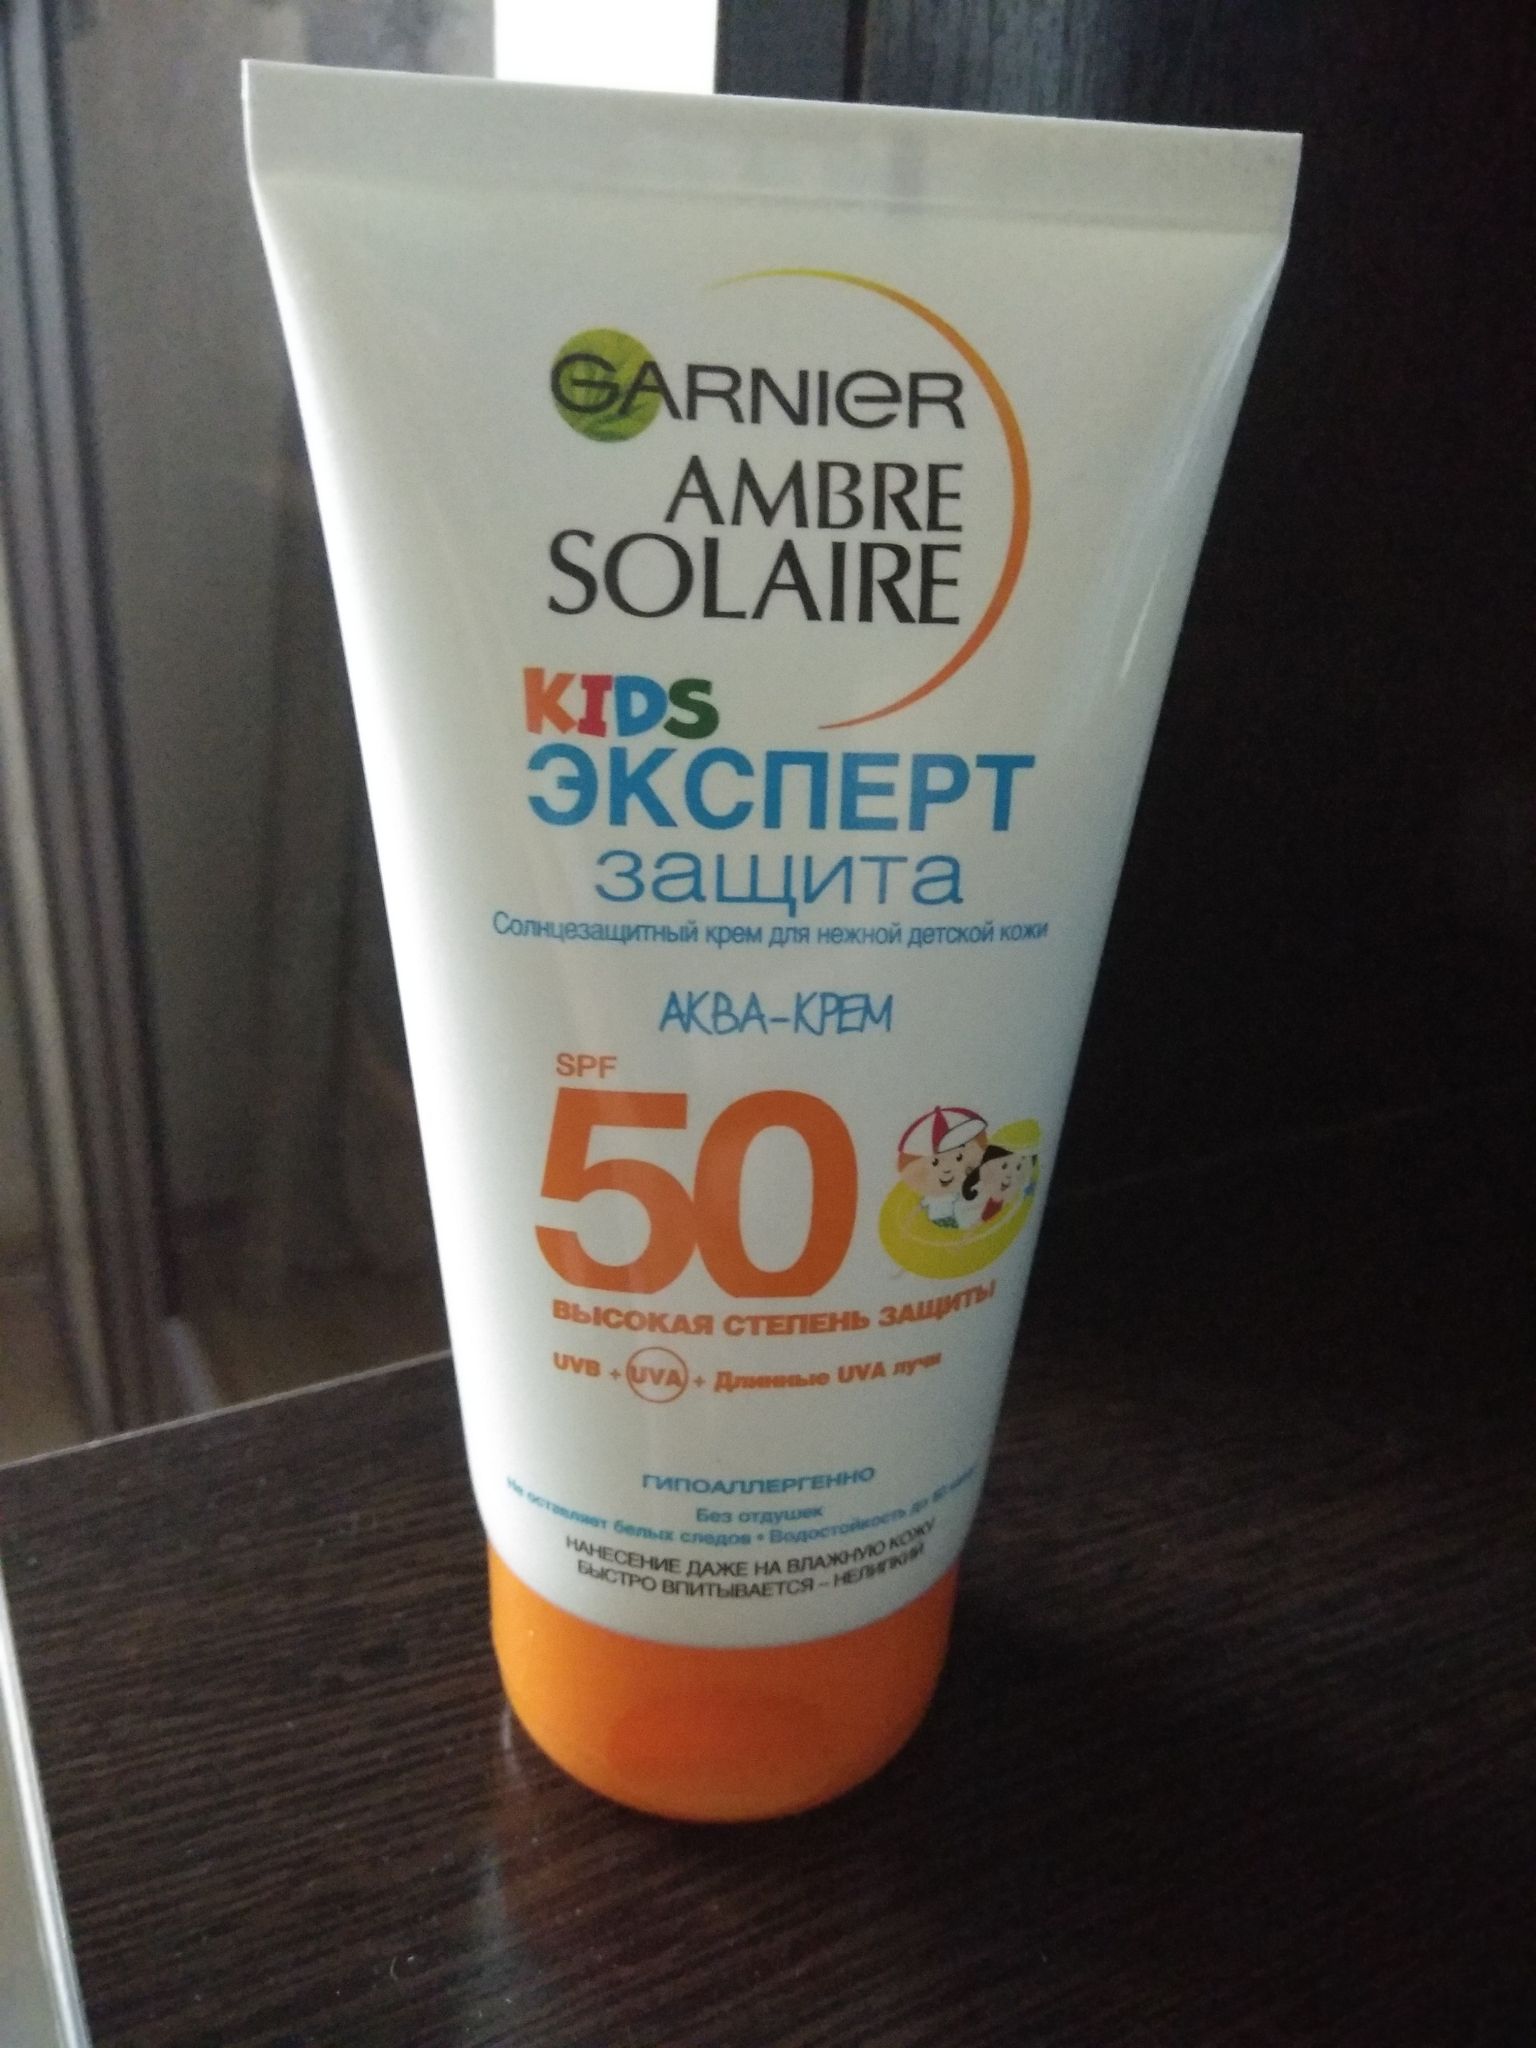 GARNIER
AMBRE
SOLAIRE
KIDS
ЭКСПЕРТ
защита
Солнцезащитный крем для нежной детской кожи
АКВА-КРЕМ
SPF
50
ВЫСОКАЯ СТЕПЕНЬ ЗАЩИТЫ
UVB + UVA + Длинные UVA лучи
ГИПОАЛЛЕРГЕННО
Без отдушек
Не оставляет белых следов • Водостойкость до
НАНЕСЕНИЕ ДАЖЕ НА ВЛАЖНУЮ КОЖУ
БЫСТРО ВПИТЫВАЕТСЯ – НЕЛИПКИЙ